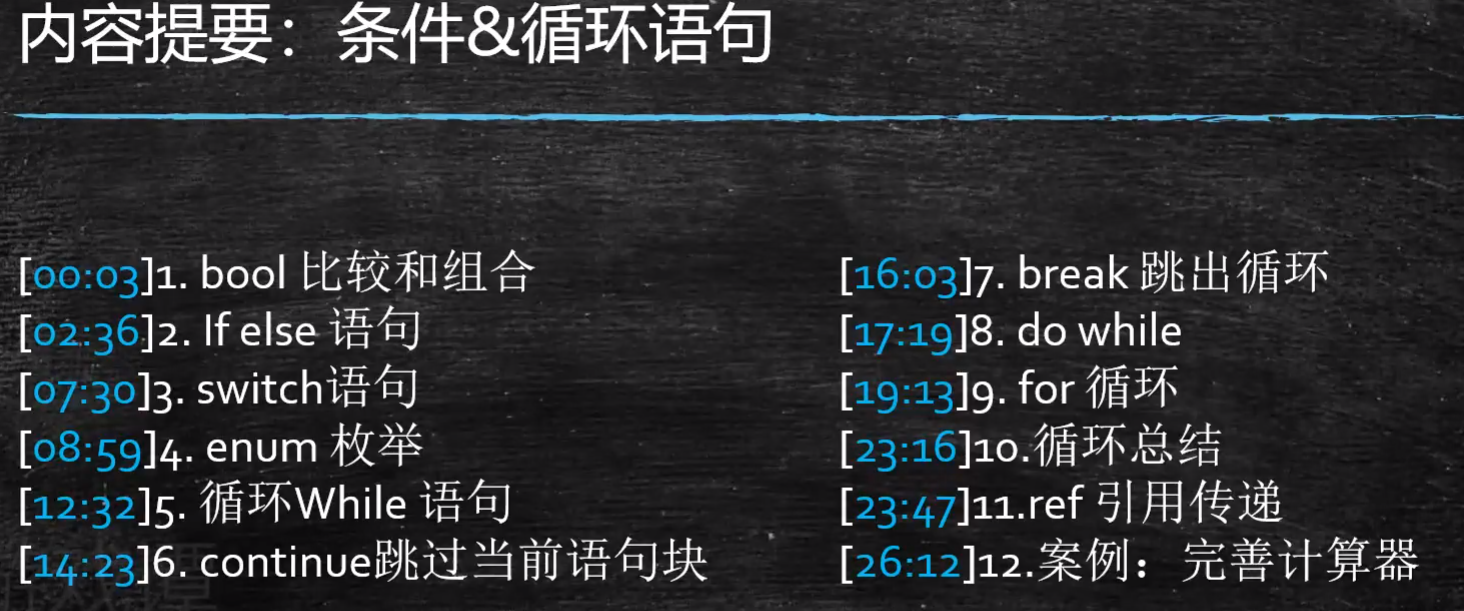 内容提要：条件&循环语句
[00:03]1. bool 比较和组合
[02:36]2. If else 语句
[07:30]3. switch语句
[08:59]4. enum 枚举
[12:32]5. 循环While 语句
[14:23]6. continue跳过当前语句块
[16:03]7. break 跳出循环
[17:19]8. do while
[19:13]9. for 循环
[23:16]10.循环总结
[23:47]11.ref 引用传递
[26:12]12.案例：完善计算器